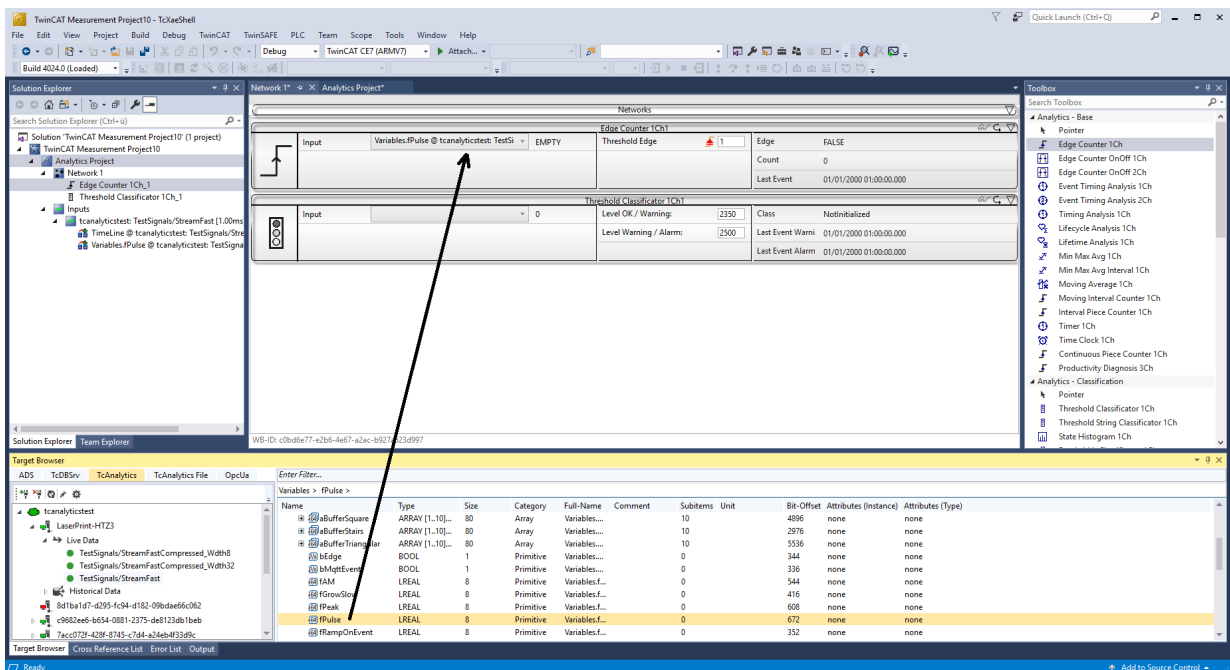 TwinCAT Measurement Project10 - TcXaeShell
Quick Launch (Ctrl+Q)
File Edit View Project Build Debug TwinCAT TwinSAFE PLC Team Scope Tools Window Help
Debug TwinCAT CE7 (ARMV7) Attach...
Build 4024.0 (Loaded)
Solution Explorer
Search Solution Explorer (Ctrl+ü)
Solution 'TwinCAT Measurement Project10' (1 project)
TwinCAT Measurement Project10
Analytics Project
Network 1
Edge Counter 1Ch_1
Threshold Classificator 1Ch_1
Inputs
tcanalyticstest: TestSignals/StreamFast [1.00ms
TimeLine @ tcanalyticstest: TestSignals/Stre
Variables.fPulse @ tcanalyticstest: TestSigna
Solution Explorer Team Explorer
Network 1* Analytics Project*
Networks
Edge Counter 1Ch1
Input Variables.fPulse @ tcanalyticstest: TestSi EMPTY Threshold Edge 1 Edge FALSE
Count 0
Last Event 01/01/2000 01:00:00.000
Threshold Classificator 1Ch1
Input 0 Level OK / Warning: 2350 Class NotInitialized
Level Warning / Alarm: 2500 Last Event Warni 01/01/2000 01:00:00.000
Last Event Alarm 01/01/2000 01:00:00.000
WB-ID: c0bd6e77-e2b6-4e67-a2ac-
Toolbox
Search Toolbox
Analytics - Base
Pointer
Edge Counter 1Ch
Edge Counter OnOff 1Ch
Edge Counter OnOff 2Ch
Event Timing Analysis 1Ch
Event Timing Analysis 2Ch
Timing Analysis 1Ch
Lifecycle Analysis 1Ch
Lifetime Analysis 1Ch
Min Max Avg 1Ch
Min Max Avg Interval 1Ch
Moving Average 1Ch
Moving Interval Counter 1Ch
Interval Piece Counter 1Ch
Timer 1Ch
Time Clock 1Ch
Continuous Piece Counter 1Ch
Productivity Diagnosis 3Ch
Analytics - Classification
Pointer
Threshold Classificator 1Ch
Threshold String Classificator 1Ch
State Histogram 1Ch
Target Browser
ADS TcDBSrv TcAnalytics TcAnalytics File OpcUa
tcanalyticstest
LaserPrint-HTZ3
Live Data
TestSignals/StreamFastCompressed_Wdth8
TestSignals/StreamFastCompressed_Wdth32
TestSignals/StreamFast
Historical Data
8d1ba1d7-d295-fc94-d182-09bdae66c062
c9682ee6-b654-0881-2375-de8123db1beb
7acc072f-428f-8745-c7d4-a24eb4f33d9c
Enter Filter...
Variables > fPulse >
Name Type Size Category Full-Name Comment Subitems Unit Bit-Offset Attributes (Instance) Attributes (Type)
aBufferSquare ARRAY [1..10]... 80 Array Variables.... 10 4896 none none
aBufferStairs ARRAY [1..10]... 80 Array Variables.... 10 2976 none none
aBufferTriangular ARRAY [1..10]... 80 Array Variables.... 10 5536 none none
bEdge BOOL 1 Primitive Variables.... 0 344 none none
bMqttEvent BOOL 1 Primitive Variables.... 0 336 none none
fAM LREAL 8 Primitive Variables.f... 0 544 none none
fGrowSlow LREAL 8 Primitive Variables.f... 0 416 none none
fPeak LREAL 8 Primitive Variables.f... 0 608 none none
fPulse LREAL 8 Primitive Variables.f... 0 672 none none
fRampOnEvent LREAL 8 Primitive Variables.f... 0 352 none none
Target Browser Cross Reference List Error List Output
Ready
Add to Source Control